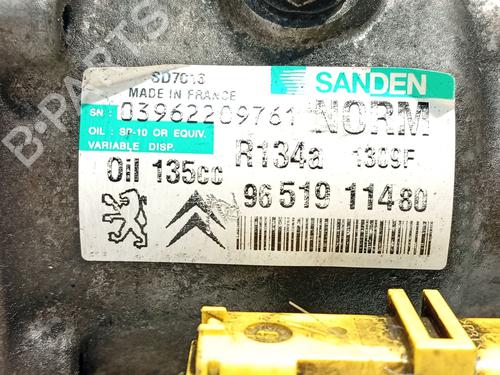 SANDEN
MADE IN FRANCE
SN: 03962209761 NORM
OIL : SP-10 OR EQUIV.
VARIABLE DISP. R134a 1309F
Oil 135cc 96 519 114 80
B-PARTS